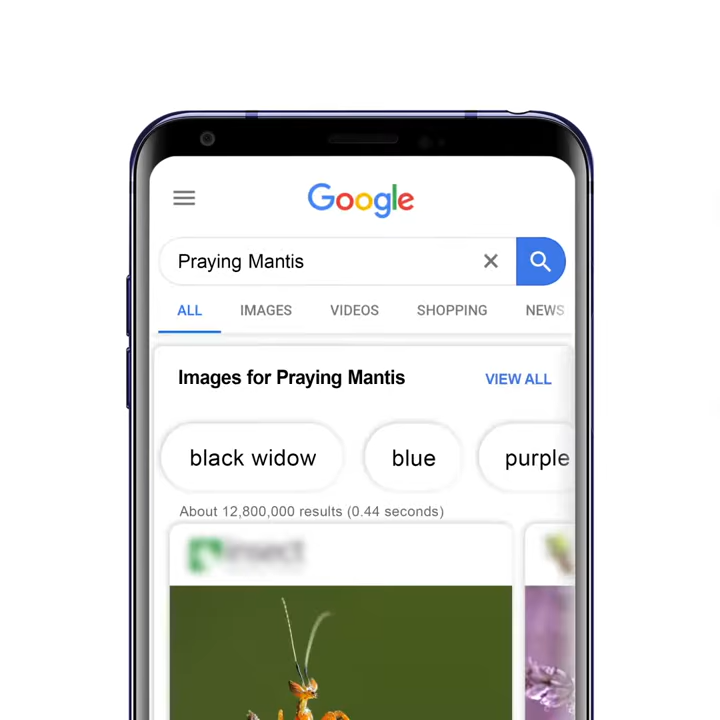 Google
Praying Mantis
ALL IMAGES VIDEOS SHOPPING NEWS
Images for Praying Mantis VIEW ALL
black widow blue purple
About 12,800,000 results (0.44 seconds)
insect